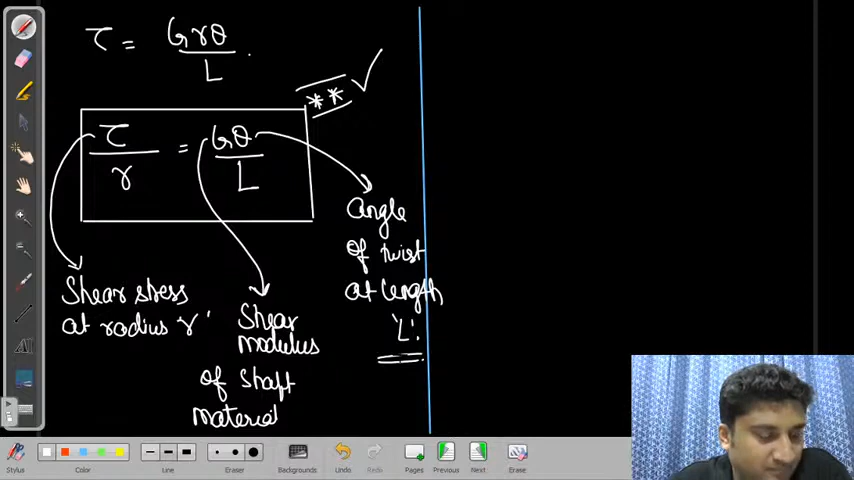 τ = Grθ
L
**
τ = Gθ
r L
angle
of twist
at length
'L'.
Shear stress
at radius 'r'
Shear
modulus
of shaft
material
Stylus Color Line Eraser Backgrounds Undo Redo Pages Previous Next Erase